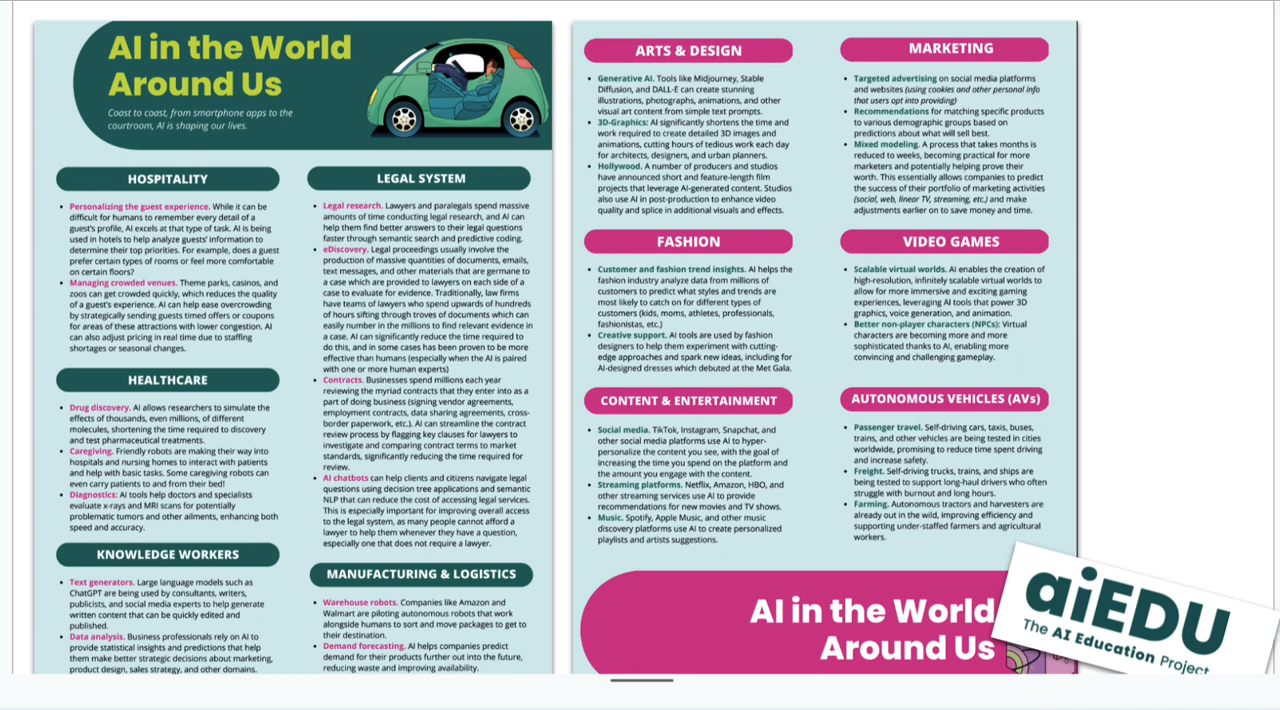 AI in the World
Around Us
Coast to coast, from smartphone apps to the
courtroom, AI is shaping our lives.
HOSPITALITY
• Personalizing the guest experience. While it can be
difficult for humans to remember every detail of a
guest's profile, AI excels at that type of task. AI is being
used in hotels to help analyze guests' information to
determine their top priorities. For example, does a guest
prefer certain types of rooms or feel more comfortable
on certain floors?
• Managing crowded venues. Theme parks, casinos, and
zoos can get crowded quickly, which reduces the quality
of a guest's experience. AI can help ease overcrowding
by strategically sending guests timed offers or coupons
for areas of these attractions with lower congestion. AI
can also adjust pricing in real time due to staffing
shortages or seasonal changes.
HEALTHCARE
• Drug discovery. AI allows researchers to simulate the
effects of thousands, even millions, of different
molecules, shortening the time required to discovery
and test pharmaceutical treatments.
• Caregiving. Friendly robots are making their way into
hospitals and nursing homes to interact with patients
and help with basic tasks. Some caregiving robots can
even carry patients to and from their bed!
• Diagnostics: AI tools help doctors and specialists
evaluate x-rays and MRI scans for potentially
problematic tumors and other ailments, enhancing both
speed and accuracy.
KNOWLEDGE WORKERS
• Text generators. Large language models such as
ChatGPT are being used by consultants, writers,
publicists, and social media experts to help generate
written content that can be quickly edited and
published.
• Data analysis. Business professionals rely on AI to
provide statistical insights and predictions that help
them make better strategic decisions about marketing,
product design, sales strategy, and other domains.
LEGAL SYSTEM
• Legal research. Lawyers and paralegals spend massive
amounts of time conducting legal research, and AI can
help them find better answers to their legal questions
faster through semantic search and predictive coding.
• eDiscovery. Legal proceedings usually involve the
production of massive quantities of documents, emails,
text messages, and other materials that are germane to
a case which are provided to lawyers on each side of a
case to evaluate for evidence. Traditionally, law firms
have teams of lawyers who spend upwards of hundreds
of hours sifting through troves of documents which can
easily number in the millions to find relevant evidence in
a case. AI can significantly reduce the time required to
do this, and in some cases has been proven to be more
effective than humans (especially when the AI is paired
with one or more human experts)
• Contracts. Businesses spend millions each year
reviewing the myriad contracts that they enter into as a
part of doing business (signing vendor agreements,
employment contracts, data sharing agreements, cross-
border paperwork, etc.). AI can streamline the contract
review process by flagging key clauses for lawyers to
investigate and comparing contract terms to market
standards, significantly reducing the time required for
review.
• AI chatbots can help clients and citizens navigate legal
questions using decision tree applications and semantic
NLP that can reduce the cost of accessing legal services.
This is especially important for improving overall access
to the legal system, as many people cannot afford a
lawyer to help them whenever they have a question,
especially one that does not require a lawyer.
MANUFACTURING & LOGISTICS
• Warehouse robots. Companies like Amazon and
Walmart are piloting autonomous robots that work
alongside humans to sort and move packages to get to
their destination.
• Demand forecasting. AI helps companies predict
demand for their products further out into the future,
reducing waste and improving availability.
ARTS & DESIGN
• Generative AI. Tools like Midjourney, Stable
Diffusion, and DALL-E can create stunning
illustrations, photographs, animations, and other
visual art content from simple text prompts.
• 3D-Graphics: AI significantly shortens the time and
work required to create detailed 3D images and
animations, cutting hours of tedious work each day
for architects, designers, and urban planners.
• Hollywood. A number of producers and studios
have announced short and feature-length film
projects that leverage AI-generated content. Studios
also use AI in post-production to enhance video
quality and splice in additional visuals and effects.
FASHION
• Customer and fashion trend insights. AI helps the
fashion industry analyze data from millions of
customers to predict what styles and trends are
most likely to catch on for different types of
customers (kids, moms, athletes, professionals,
fashionistas, etc.)
• Creative support. AI tools are used by fashion
designers to help them experiment with cutting-
edge approaches and spark new ideas, including for
AI-designed dresses which debuted at the Met Gala.
CONTENT & ENTERTAINMENT
• Social media. TikTok, Instagram, Snapchat, and
other social media platforms use AI to hyper-
personalize the content you see, with the goal of
increasing the time you spend on the platform and
the amount you engage with the content.
• Streaming platforms. Netflix, Amazon, HBO, and
other streaming services use AI to provide
recommendations for new movies and TV shows.
• Music. Spotify, Apple Music, and other music
discovery platforms use AI to create personalized
playlists and artists suggestions.
MARKETING
• Targeted advertising on social media platforms
and websites (using cookies and other personal info
that users opt into providing)
• Recommendations for matching specific products
to various demographic groups based on
predictions about what will sell best.
• Mixed modeling. A process that takes months is
reduced to weeks, becoming practical for more
marketers and potentially helping prove their
worth. This essentially allows companies to predict
the success of their portfolio of marketing activities
(social, web, linear TV, streaming, etc.) and make
adjustments earlier on to save money and time.
VIDEO GAMES
• Scalable virtual worlds. AI enables the creation of
high-resolution, infinitely scalable virtual worlds to
allow for more immersive and exciting gaming
experiences, leveraging AI tools that power 3D
graphics, voice generation, and animation.
• Better non-player characters (NPCs): Virtual
characters are becoming more and more
sophisticated thanks to AI, enabling more
convincing and challenging gameplay.
AUTONOMOUS VEHICLES (AVs)
• Passenger travel. Self-driving cars, taxis, buses,
trains, and other vehicles are being tested in cities
worldwide, promising to reduce time spent driving
and increase safety.
• Freight. Self-driving trucks, trains, and ships are
being tested to support long-haul drivers who often
struggle with burnout and long hours.
• Farming. Autonomous tractors and harvesters are
already out in the wild, improving efficiency and
supporting under-staffed farmers and agricultural
workers.
AI in the World
Around Us
aiEDU
The AI Education Project